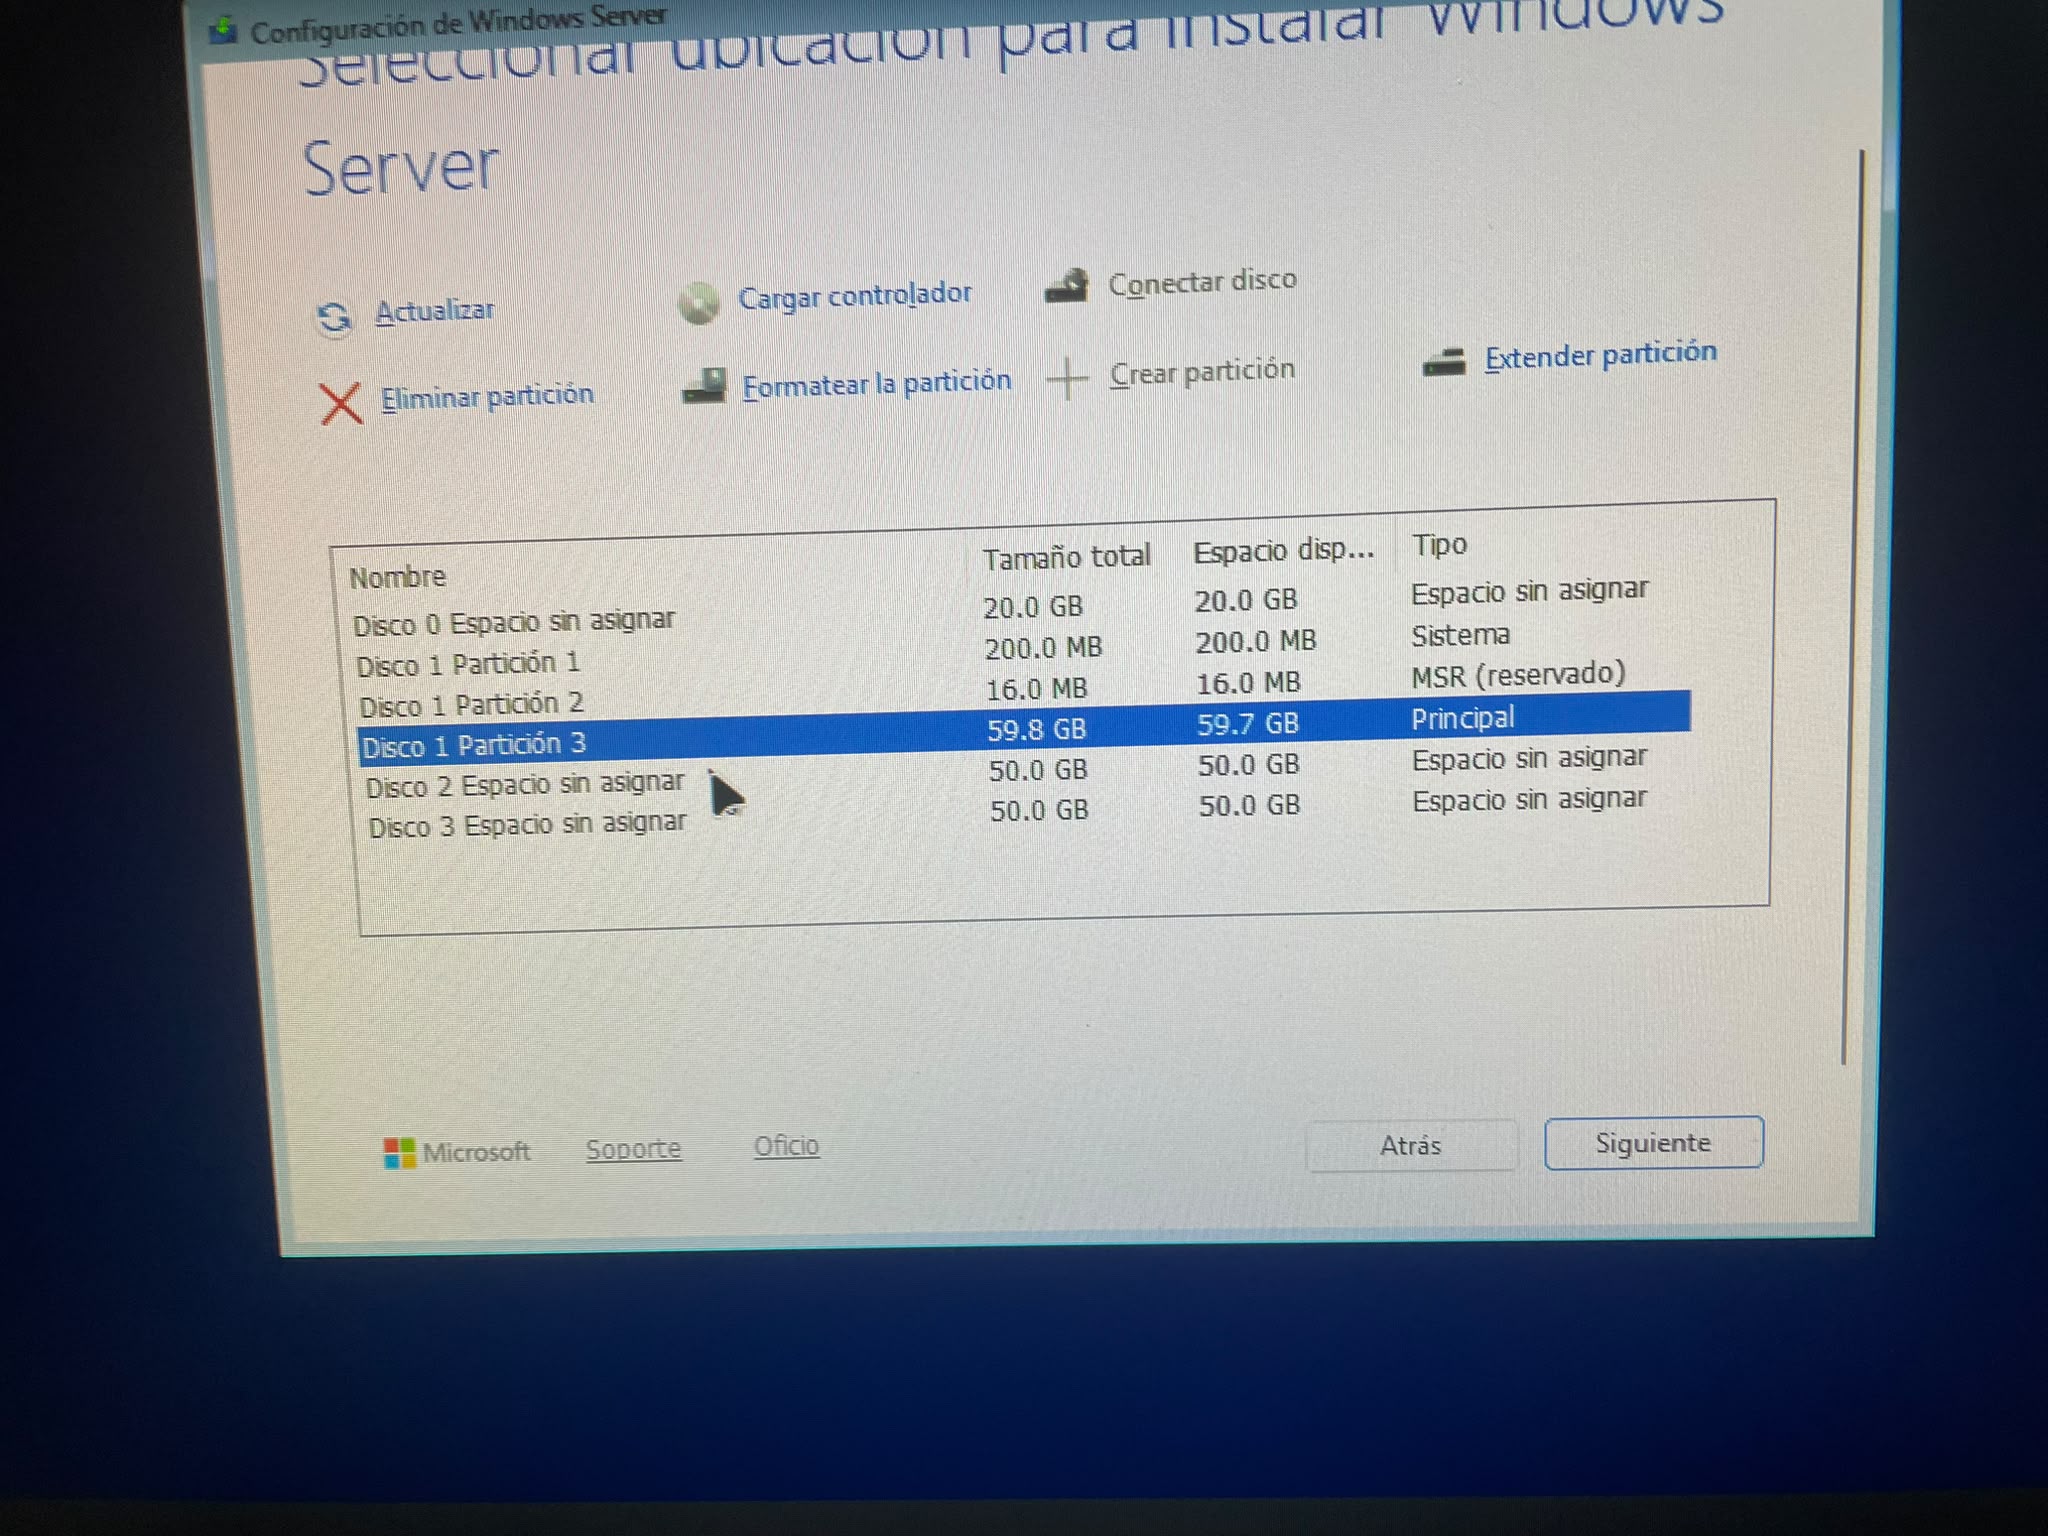 Configuración de Windows Server
Seleccionar ubicación para instalar Windows
Server
Actualizar
Cargar controlador
Conectar disco
Eliminar partición
Formatear la partición
Crear partición
Extender partición
Nombre Tamaño total Espacio disp... Tipo
Disco 0 Espacio sin asignar 20.0 GB 20.0 GB Espacio sin asignar
Disco 1 Partición 1 200.0 MB 200.0 MB Sistema
Disco 1 Partición 2 16.0 MB 16.0 MB MSR (reservado)
Disco 1 Partición 3 59.8 GB 59.7 GB Principal
Disco 2 Espacio sin asignar 50.0 GB 50.0 GB Espacio sin asignar
Disco 3 Espacio sin asignar 50.0 GB 50.0 GB Espacio sin asignar
Microsoft Soporte Oficio Atrás Siguiente